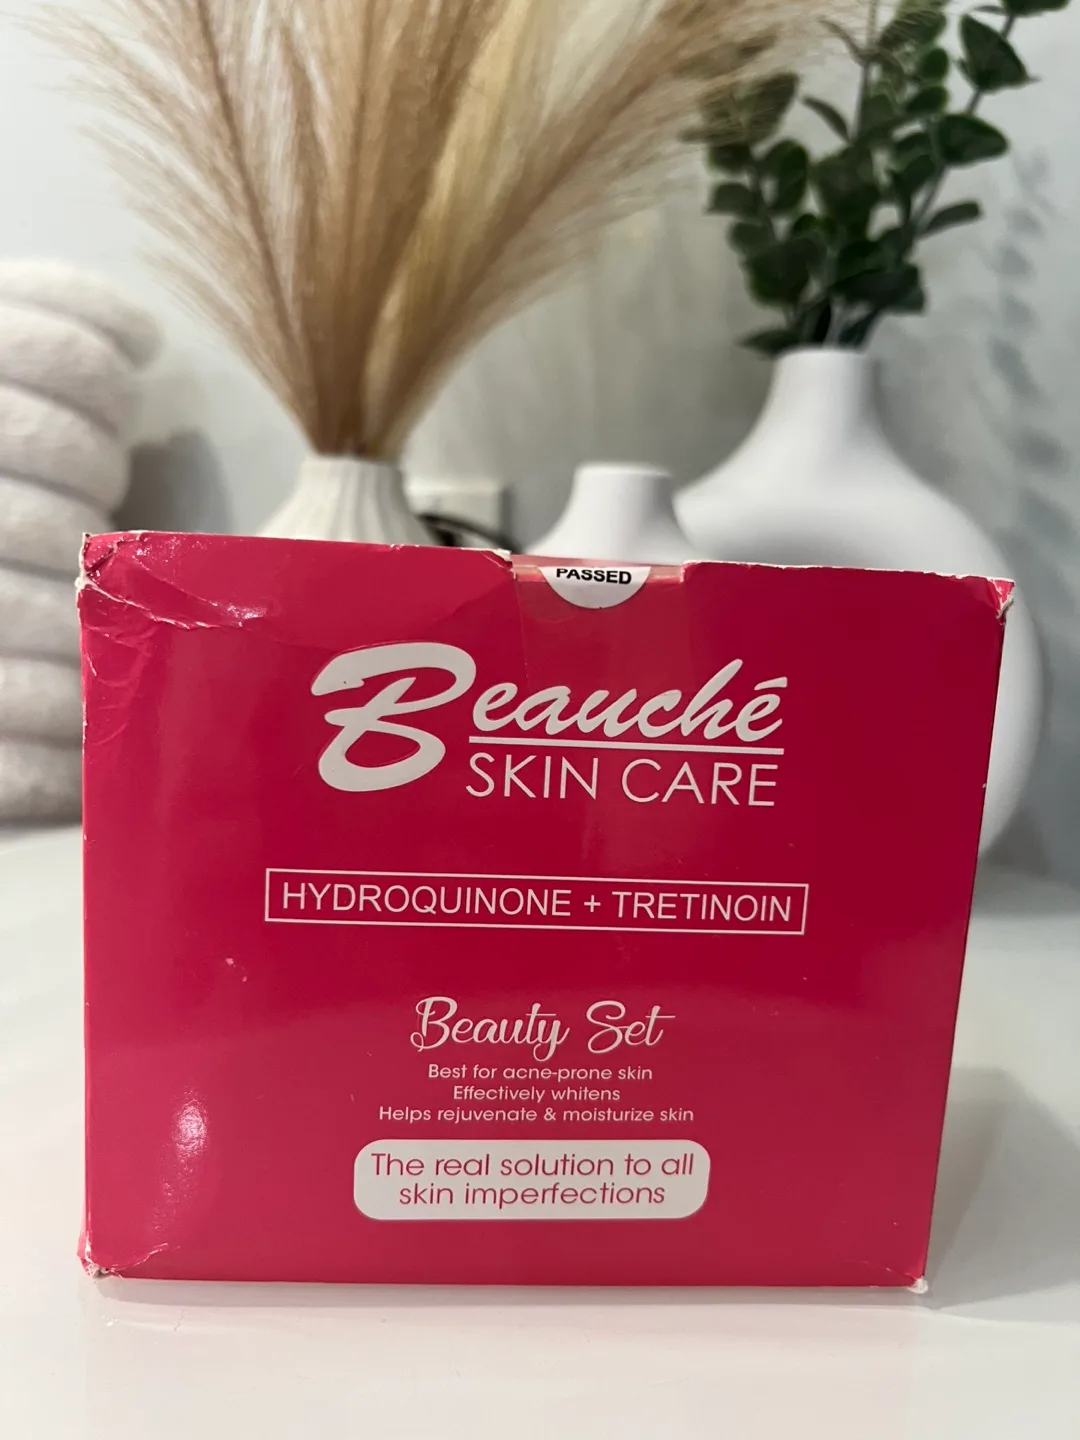 PASSED
Beauché
SKIN CARE
HYDROQUINONE + TRETINOIN
Beauty Set
Best for acne-prone skin
Effectively whitens
Helps rejuvenate & moisturize skin
The real solution to all
skin imperfections